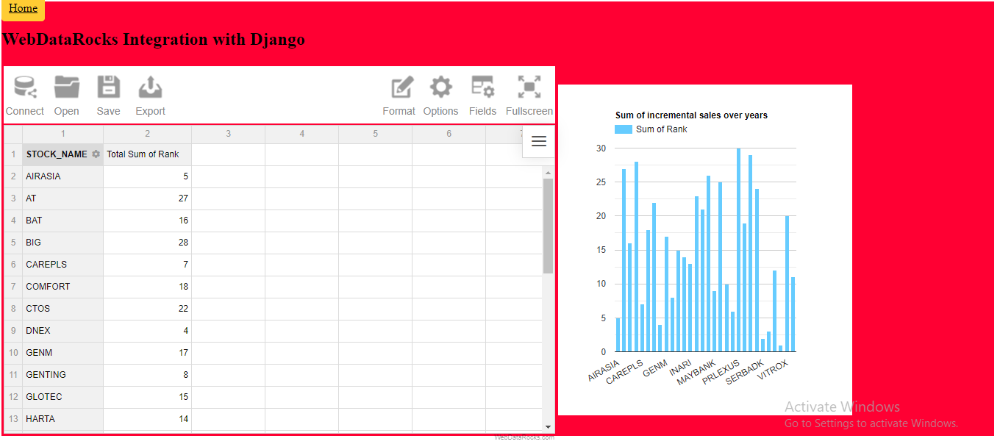 Home
WebDataRocks Integration with Django
Connect Open Save Export Format Options Fields Fullscreen
1 2 3 4 5 6 7
1 STOCK_NAME Total Sum of Rank
2 AIRASIA 5
3 AT 27
4 BAT 16
5 BIG 28
6 CAREPLS 7
7 COMFORT 18
8 CTOS 22
9 DNEX 4
10 GENM 17
11 GENTING 8
12 GLOTEC 15
13 HARTA 14
WebDataRocks.com
Sum of incremental sales over years
Sum of Rank
30
25
20
15
10
5
0
AIRASIA CAREPLS GENM INARI MAYBANK PRLEXUS SERBADK VITROX
Activate Windows
Go to Settings to activate Windows.